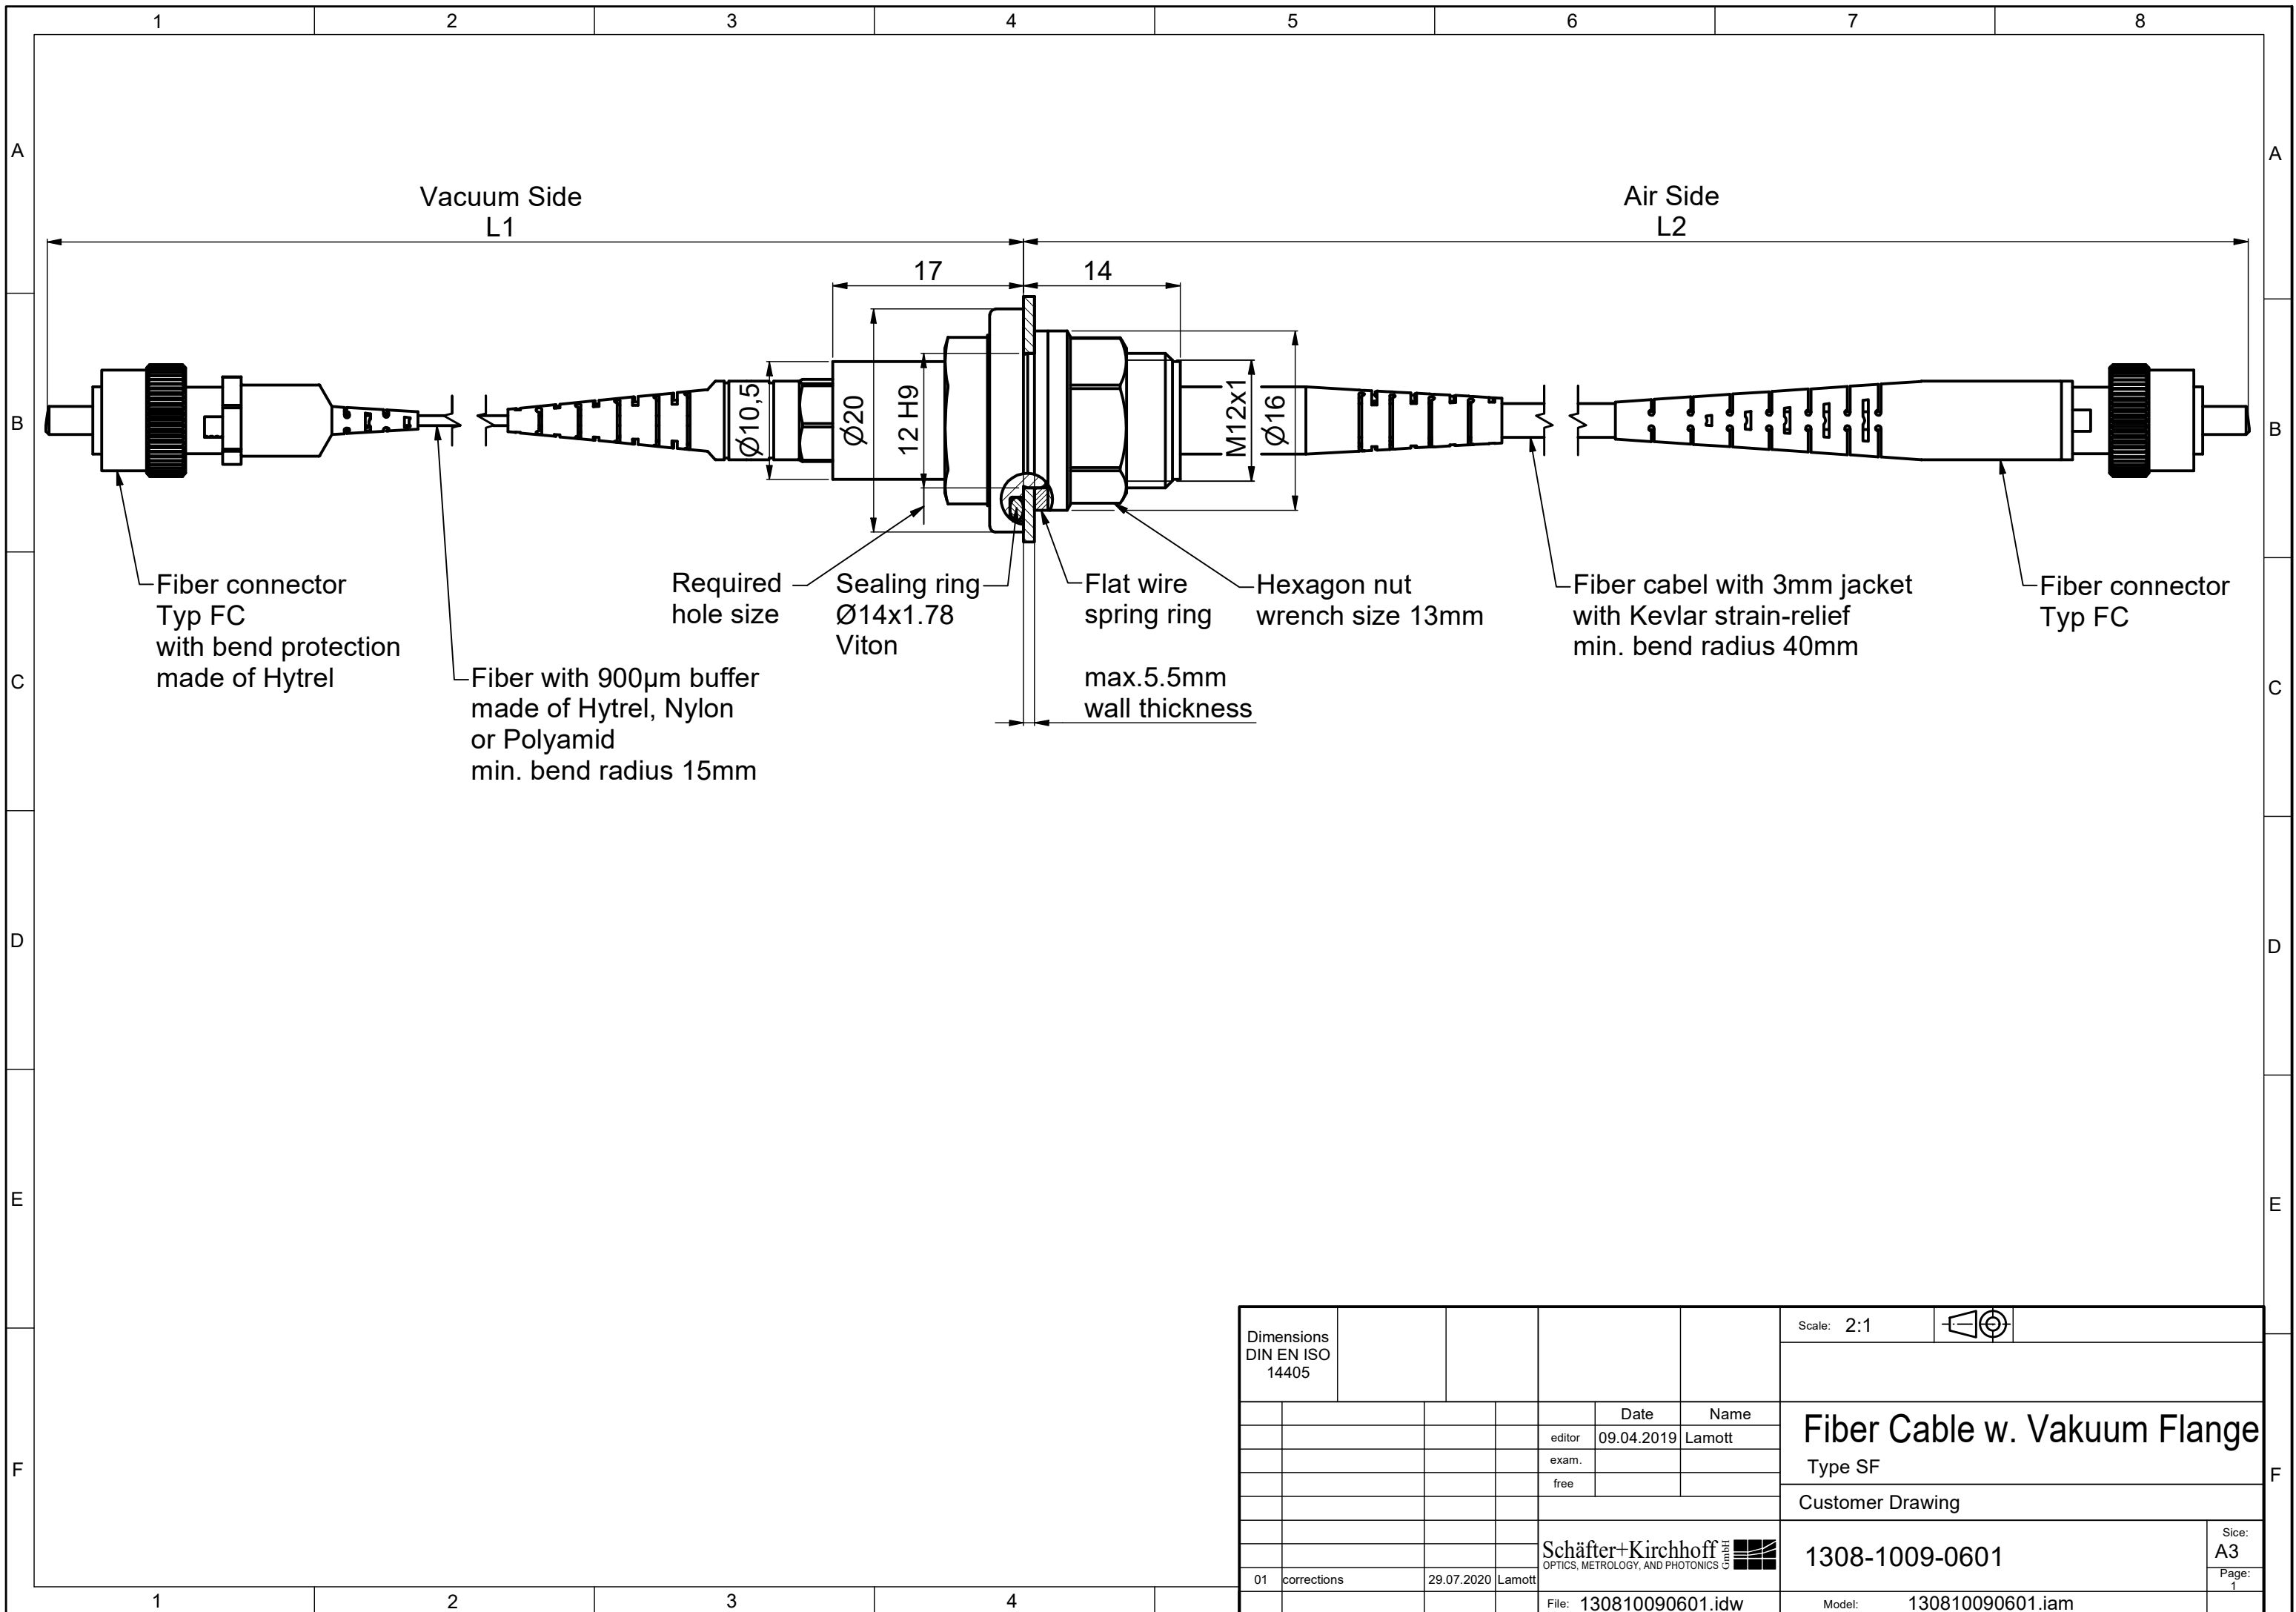 1 2 3 4 5 6 7 8
A A
Vacuum Side
L1
Air Side
L2
17
14
B B
Ø10,5
Ø20
12 H9
M12x1
Ø16
Fiber connector
Typ FC
with bend protection
made of Hytrel
Fiber with 900µm buffer
made of Hytrel, Nylon
or Polyamid
min. bend radius 15mm
Required
hole size
Sealing ring
Ø14x1.78
Viton
Flat wire
spring ring
max.5.5mm
wall thickness
Hexagon nut
wrench size 13mm
Fiber cabel with 3mm jacket
with Kevlar strain-relief
min. bend radius 40mm
Fiber connector
Typ FC
C C
D D
E E
F F
Dimensions
DIN EN ISO
14405
Scale: 2:1
Date Name
editor 09.04.2019 Lamott
exam.
free
Fiber Cable w. Vakuum Flange
Type SF
Customer Drawing
Schäfter+Kirchhoff GmbH
OPTICS, METROLOGY, AND PHOTONICS
1308-1009-0601
Sice:
A3
Page:
1
01 corrections 29.07.2020 Lamott
File: 130810090601.idw
Model: 130810090601.iam
1 2 3 4